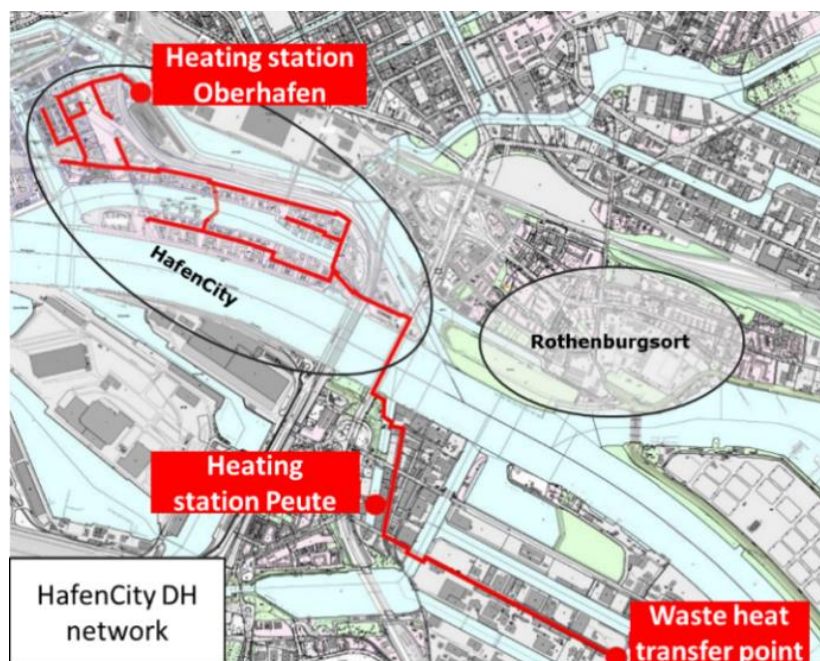 Heating station
Oberhafen
HafenCity
Rothenburgsort
Heating
station Peute
HafenCity DH
network
Waste heat
transfer point